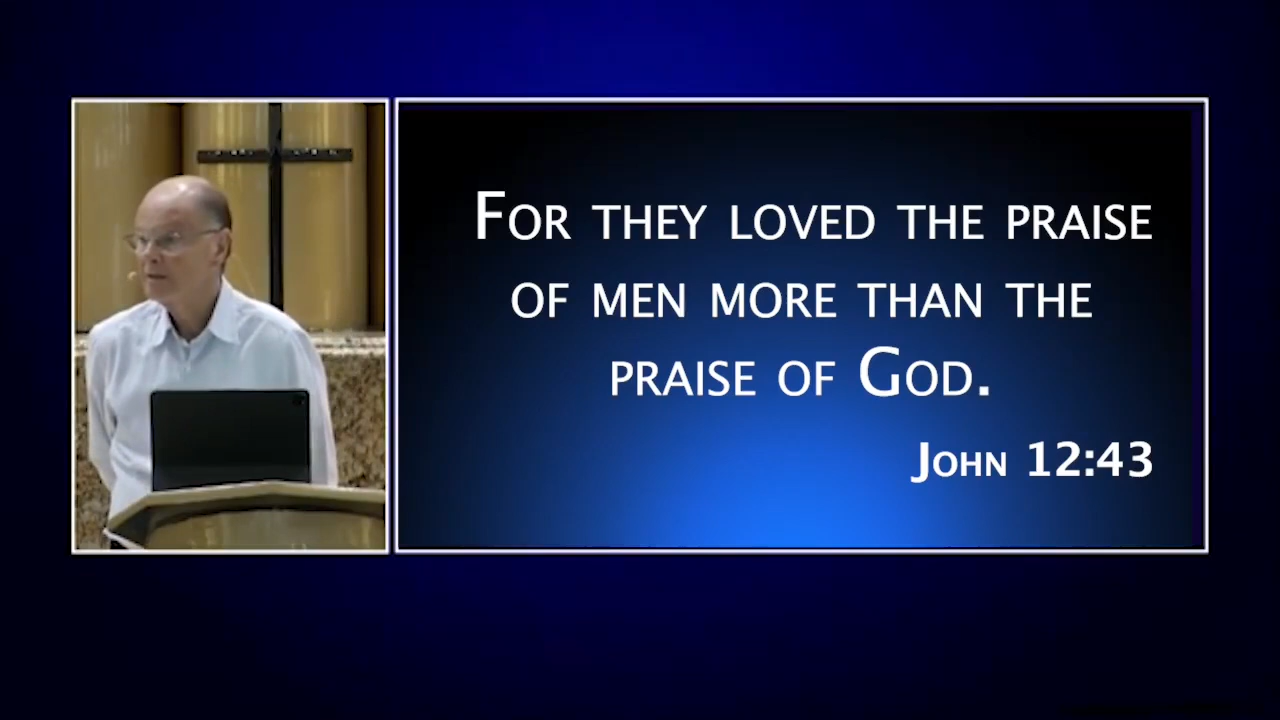 For they loved the praise
of men more than the
praise of God.
John 12:43